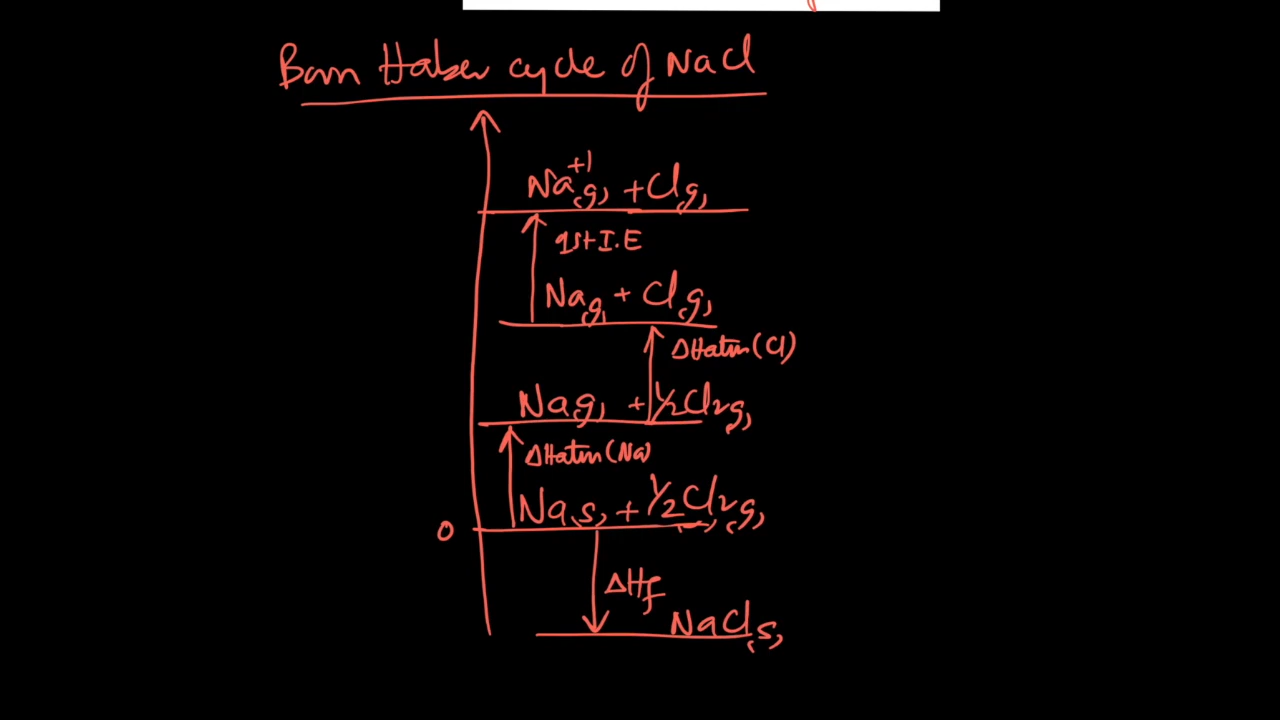 Born Haber cycle of NaCl
Na⁺¹(g) + Cl(g)
1st I.E
Na(g) + Cl(g)
ΔHatm(Cl)
Na(g) + 1/2Cl2(g)
ΔHatm(Na)
Na(s) + 1/2Cl2(g)
0
ΔHf
NaCl(s)